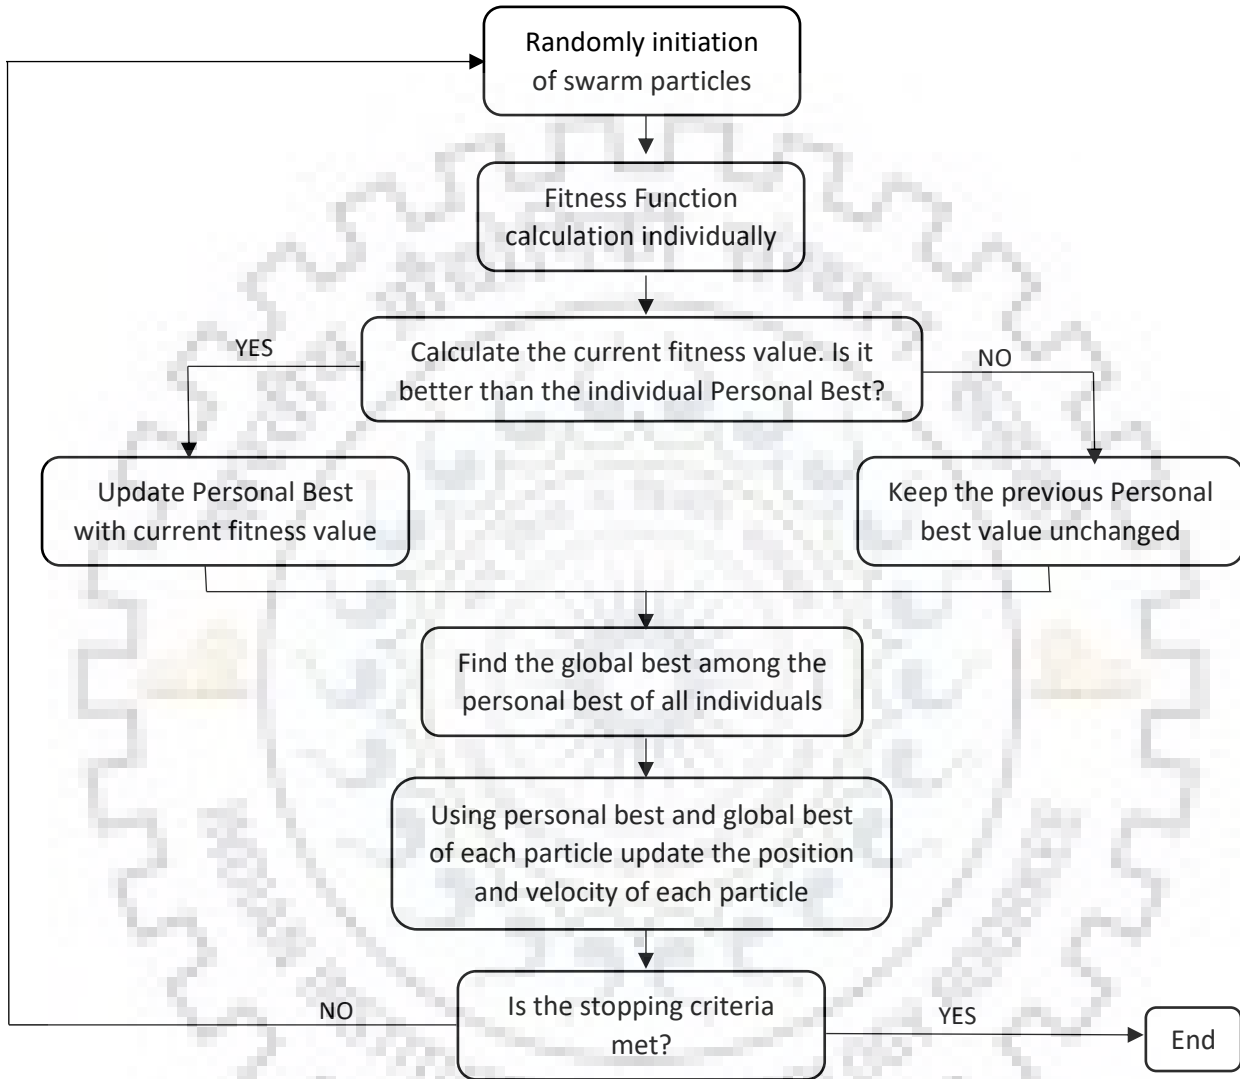 Randomly initiation
of swarm particles
Fitness Function
calculation individually
YES
Calculate the current fitness value. Is it
better than the individual Personal Best?
NO
Update Personal Best
with current fitness value
Keep the previous Personal
best value unchanged
Find the global best among the
personal best of all individuals
Using personal best and global best
of each particle update the position
and velocity of each particle
NO
Is the stopping criteria
met?
YES
End